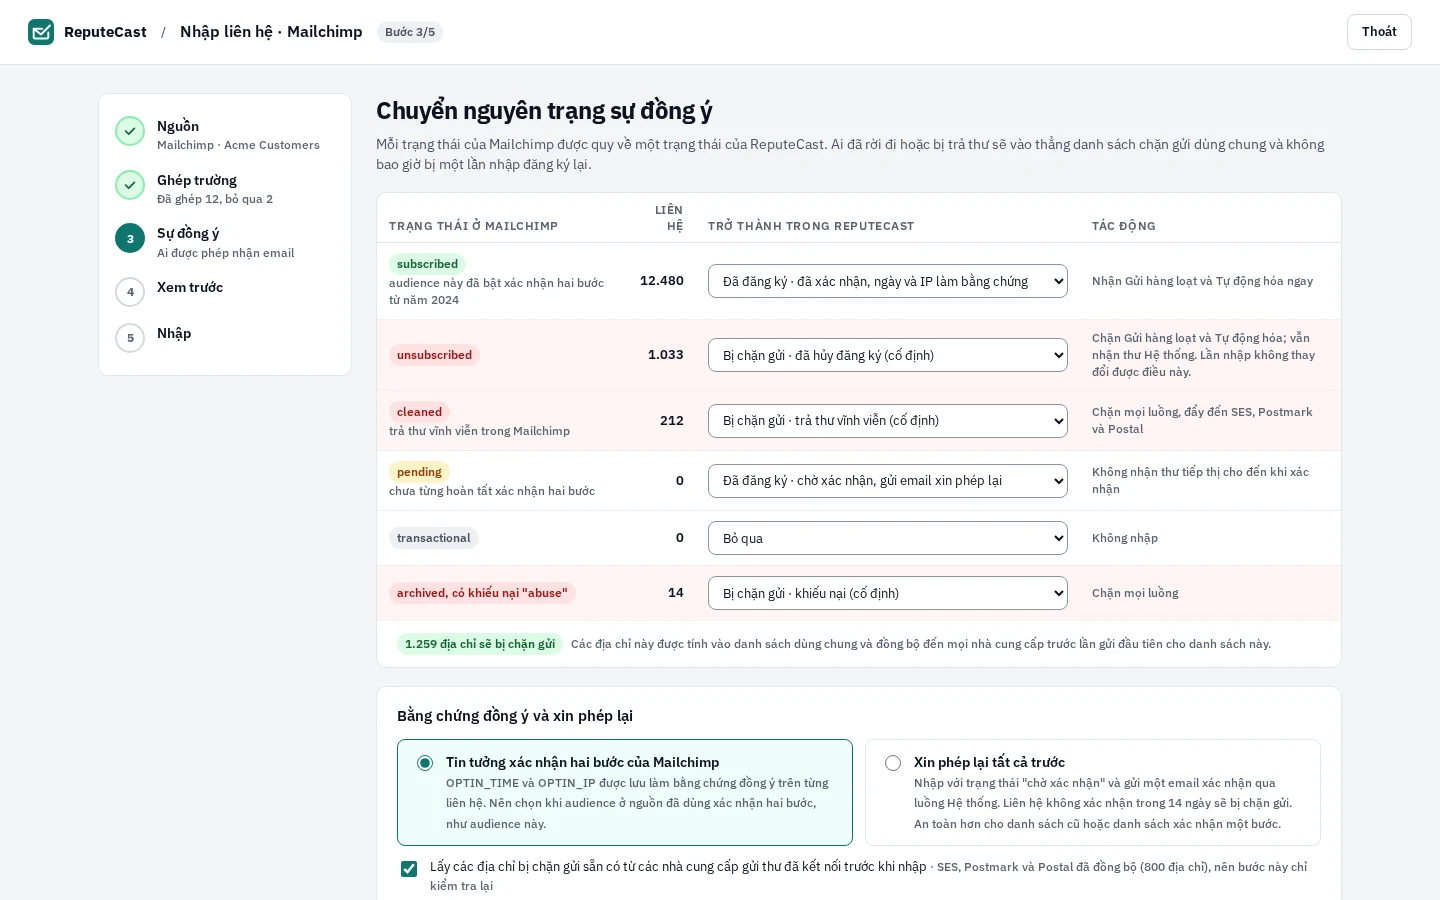 ReputeCast / Nhập liên hệ · Mailchimp Bước 3/5
Thoát
Nguồn
Mailchimp · Acme Customers
Ghép trường
Đã ghép 12, bỏ qua 2
3 Sự đồng ý
Ai được phép nhận email
4 Xem trước
5 Nhập
Chuyển nguyên trạng sự đồng ý
Mỗi trạng thái của Mailchimp được quy về một trạng thái của ReputeCast. Ai đã rời đi hoặc bị trả thư sẽ vào thẳng danh sách chặn gửi dùng chung và không
bao giờ bị một lần nhập đăng ký lại.
TRẠNG THÁI Ở MAILCHIMP
LIÊN
HỆ
TRỞ THÀNH TRONG REPUTECAST
TÁC ĐỘNG
subscribed
audience này đã bật xác nhận hai bước
từ năm 2024
12.480
Đã đăng ký · đã xác nhận, ngày và IP làm bằng chứng
Nhận Gửi hàng loạt và Tự động hóa ngay
unsubscribed
1.033
Bị chặn gửi · đã hủy đăng ký (cố định)
Chặn Gửi hàng loạt và Tự động hóa; vẫn
nhận thư Hệ thống. Lần nhập không thay
đổi được điều này.
cleaned
trả thư vĩnh viễn trong Mailchimp
212
Bị chặn gửi · trả thư vĩnh viễn (cố định)
Chặn mọi luồng, đẩy đến SES, Postmark
và Postal
pending
chưa từng hoàn tất xác nhận hai bước
0
Đã đăng ký · chờ xác nhận, gửi email xin phép lại
Không nhận thư tiếp thị cho đến khi xác
nhận
transactional
0
Bỏ qua
Không nhập
archived, có khiếu nại "abuse"
14
Bị chặn gửi · khiếu nại (cố định)
Chặn mọi luồng
1.259 địa chỉ sẽ bị chặn gửi Các địa chỉ này được tính vào danh sách dùng chung và đồng bộ đến mọi nhà cung cấp trước lần gửi đầu tiên cho danh sách này.
Bằng chứng đồng ý và xin phép lại
Tin tưởng xác nhận hai bước của Mailchimp
OPTIN_TIME và OPTIN_IP được lưu làm bằng chứng đồng ý trên từng
liên hệ. Nên chọn khi audience ở nguồn đã dùng xác nhận hai bước,
như audience này.
Xin phép lại tất cả trước
Nhập với trạng thái "chờ xác nhận" và gửi một email xác nhận qua
luồng Hệ thống. Liên hệ không xác nhận trong 14 ngày sẽ bị chặn gửi.
An toàn hơn cho danh sách cũ hoặc danh sách xác nhận một bước.
Lấy các địa chỉ bị chặn gửi sẵn có từ các nhà cung cấp gửi thư đã kết nối trước khi nhập · SES, Postmark và Postal đã đồng bộ (800 địa chỉ), nên bước này chỉ
kiểm tra lại